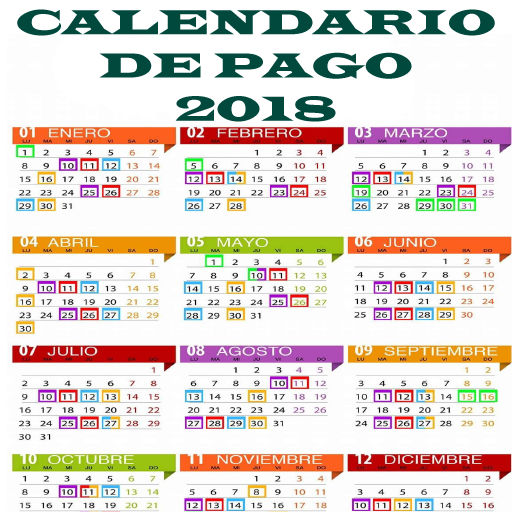 CALENDARIO
DE PAGO
2018
01 ENERO
LU MA MI JU VI SA DO
1 2 3 4 5 6 7
8 9 10 11 12 13 14
15 16 17 18 19 20 21
22 23 24 25 26 27 28
29 30 31
02 FEBRERO
LU MA MI JU VI SA DO
1 2 3 4
5 6 7 8 9 10 11
12 13 14 15 16 17 18
19 20 21 22 23 24 25
26 27 28
03 MARZO
LU MA MI JU VI SA DO
1 2 3 4
5 6 7 8 9 10 11
12 13 14 15 16 17 18
19 20 21 22 23 24 25
26 27 28 29 30 31
04 ABRIL
LU MA MI JU VI SA DO
1
2 3 4 5 6 7 8
9 10 11 12 13 14 15
16 17 18 19 20 21 22
23 24 25 26 27 28 29
30
05 MAYO
LU MA MI JU VI SA DO
1 2 3 4 5 6
7 8 9 10 11 12 13
14 15 16 17 18 19 20
21 22 23 24 25 26 27
28 29 30 31
06 JUNIO
LU MA MI JU VI SA DO
1 2 3
4 5 6 7 8 9 10
11 12 13 14 15 16 17
18 19 20 21 22 23 24
25 26 27 28 29 30
07 JULIO
LU MA MI JU VI SA DO
1
2 3 4 5 6 7 8
9 10 11 12 13 14 15
16 17 18 19 20 21 22
23 24 25 26 27 28 29
30 31
08 AGOSTO
LU MA MI JU VI SA DO
1 2 3 4 5
6 7 8 9 10 11 12
13 14 15 16 17 18 19
20 21 22 23 24 25 26
27 28 29 30 31
09 SEPTIEMBRE
LU MA MI JU VI SA DO
1 2
3 4 5 6 7 8 9
10 11 12 13 14 15 16
17 18 19 20 21 22 23
24 25 26 27 28 29 30
10 OCTUBRE
LU MA MI JU VI SA DO
1 2 3 4 5 6 7
8 9 10 11 12 13 14
15 16 17 18 19 20 21
11 NOVIEMBRE
LU MA MI JU VI SA DO
1 2 3 4
5 6 7 8 9 10 11
12 13 14 15 16 17 18
12 DICIEMBRE
LU MA MI JU VI SA DO
1 2
3 4 5 6 7 8 9
10 11 12 13 14 15 16